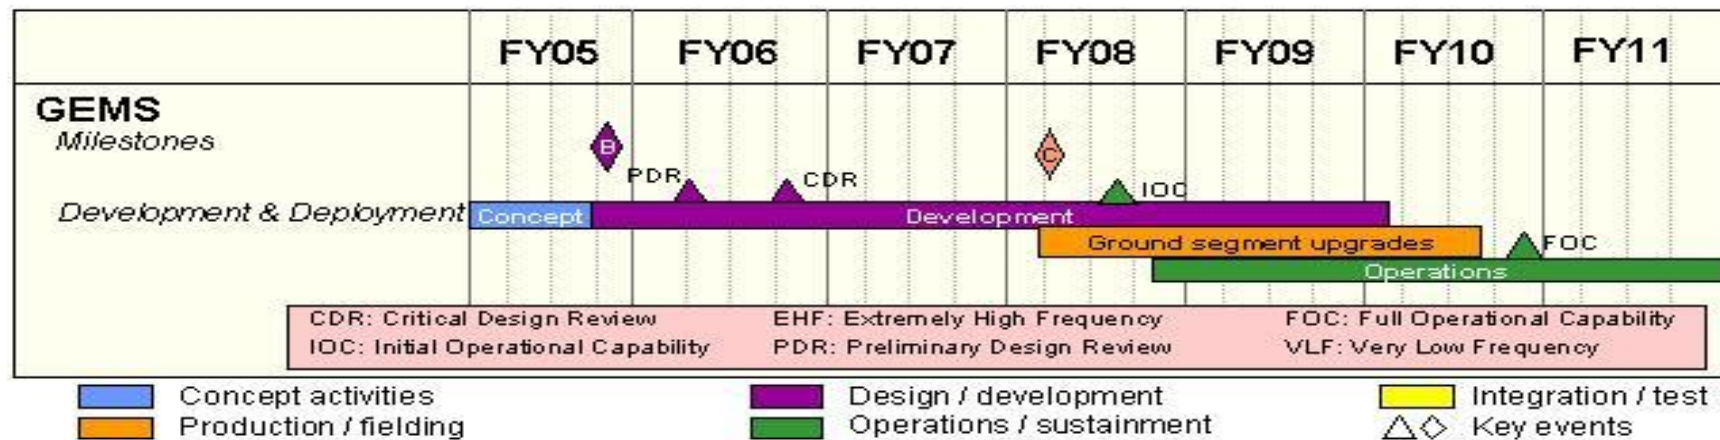 FY05 FY06 FY07 FY08 FY09 FY10 FY11
GEMS
Milestones
B
C
PDR
CDR
IOC
Development & Deployment
Concept
Development
Ground segment upgrades
FOC
Operations
CDR: Critical Design Review EHF: Extremely High Frequency FOC: Full Operational Capability
IOC: Initial Operational Capability PDR: Preliminary Design Review VLF: Very Low Frequency
Concept activities Design / development Integration / test
Production / fielding Operations / sustainment Key events